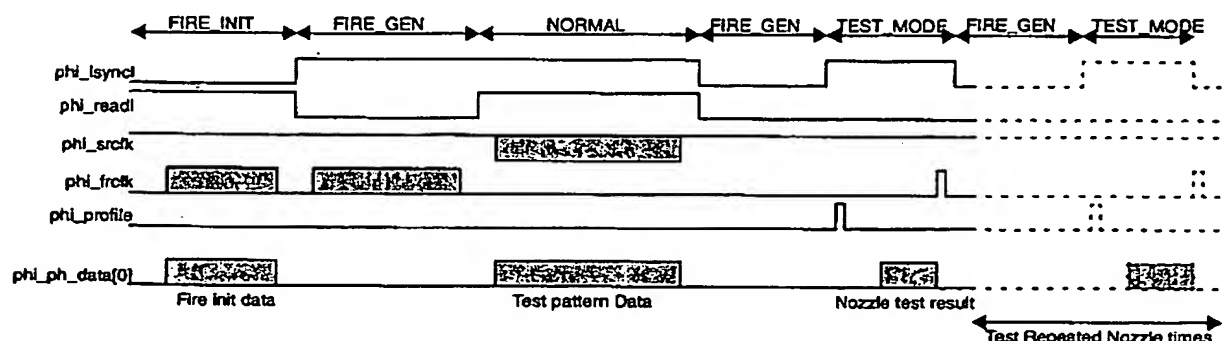 FIRE_INIT FIRE_GEN NORMAL FIRE_GEN TEST_MODE FIRE_GEN TEST_MODE
phi_lsyncl
phi_readl
phi_srclk
phi_frclk
phi_profile
phi_ph_data[0]
Fire init data Test pattern Data Nozzle test result
Test Repeated Nozzle times